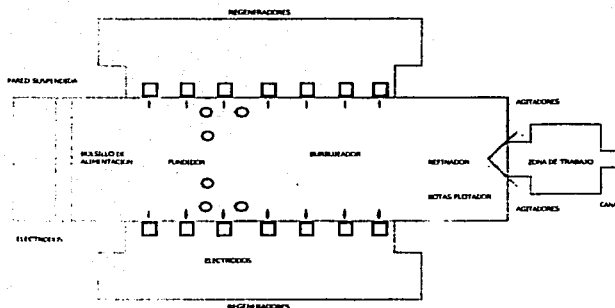 REGENERADORES
PARED SUSPENDIDA
AGITADORES
BOLSILLO DE
ALIMENTACION
FUNDIDOR
BURBUJEADOR
REFINADOR
ZONA DE TRABAJO
BOTAS FLOTADOR
CANA
AGITADORES
ELECTRODOS
ELECTRODOS
REGENERADORES